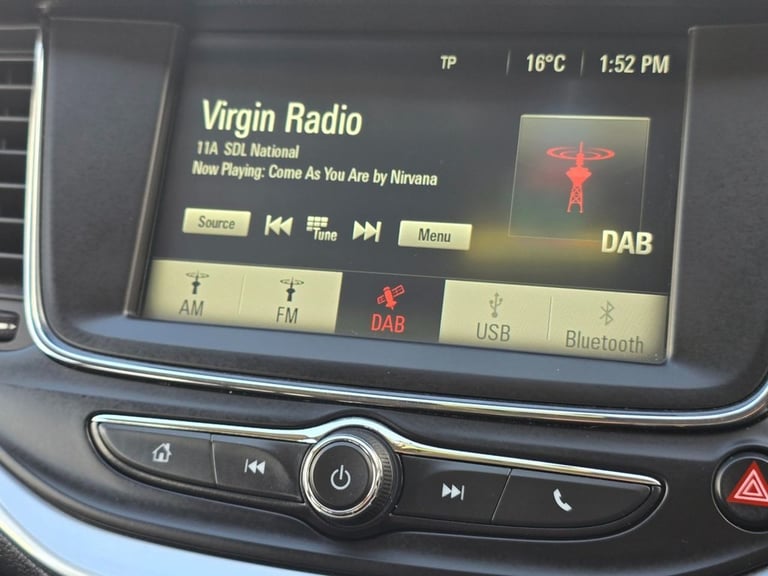 TP 16°C 1:52 PM
Virgin Radio
11A SDL National
Now Playing: Come As You Are by Nirvana
Source Tune Menu
DAB
AM FM DAB USB Bluetooth